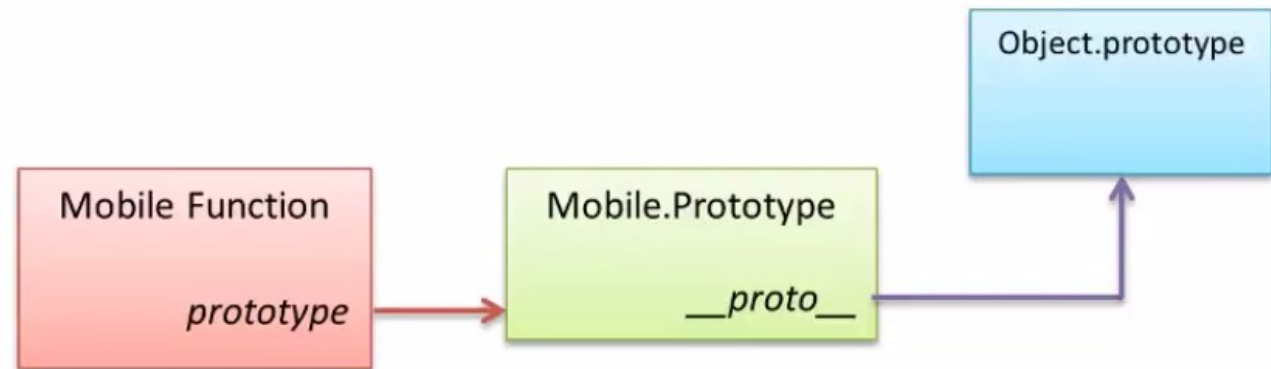 Object.prototype
Mobile Function
prototype
Mobile.Prototype
__proto__